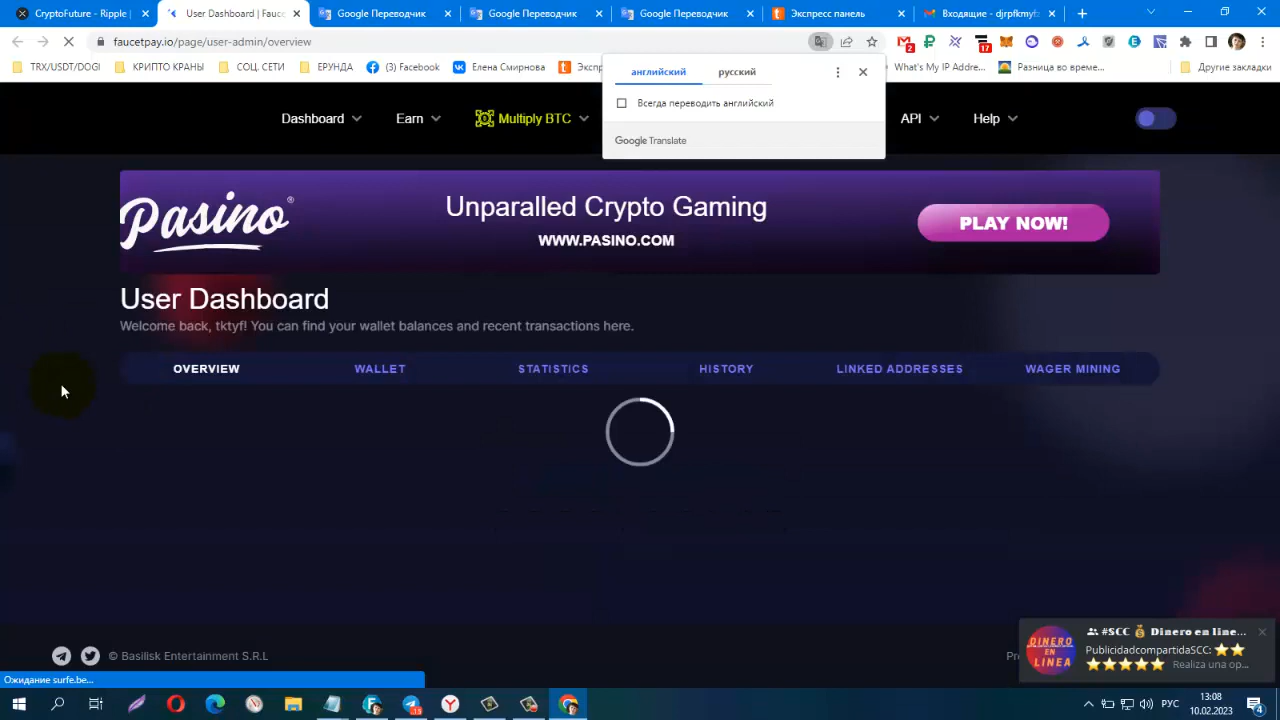 CryptoFuture - Ripple |
User Dashboard | Fauc
Google Переводчик
Google Переводчик
Google Переводчик
Экспресс панель
Входящие - djrpfkmyf
faucetpay.io/page/user-admin/overview
2
17
TRX/USDT/DOGI
КРИПТО КРАНЫ
СОЦ. СЕТИ
ЕРУНДА
(3) Facebook
Елена Смирнова
Экспр
What's My IP Addre...
Разница во време...
Другие закладки
английский
русский
Всегда переводить английский
Google Translate
Dashboard
Earn
Multiply BTC
API
Help
Pasino®
Unparalled Crypto Gaming
WWW.PASINO.COM
PLAY NOW!
User Dashboard
Welcome back, tktyf! You can find your wallet balances and recent transactions here.
OVERVIEW
WALLET
STATISTICS
HISTORY
LINKED ADDRESSES
WAGER MINING
© Basilisk Entertainment S.R.L
DINERO
EN
LINEA
#SCC 💰 Dinero en line...
PublicidadcompartidaSCC: ⭐⭐
⭐⭐⭐⭐⭐ Realiza una op...
Ожидание surfe.be...
РУС
13:08
10.02.2023
4